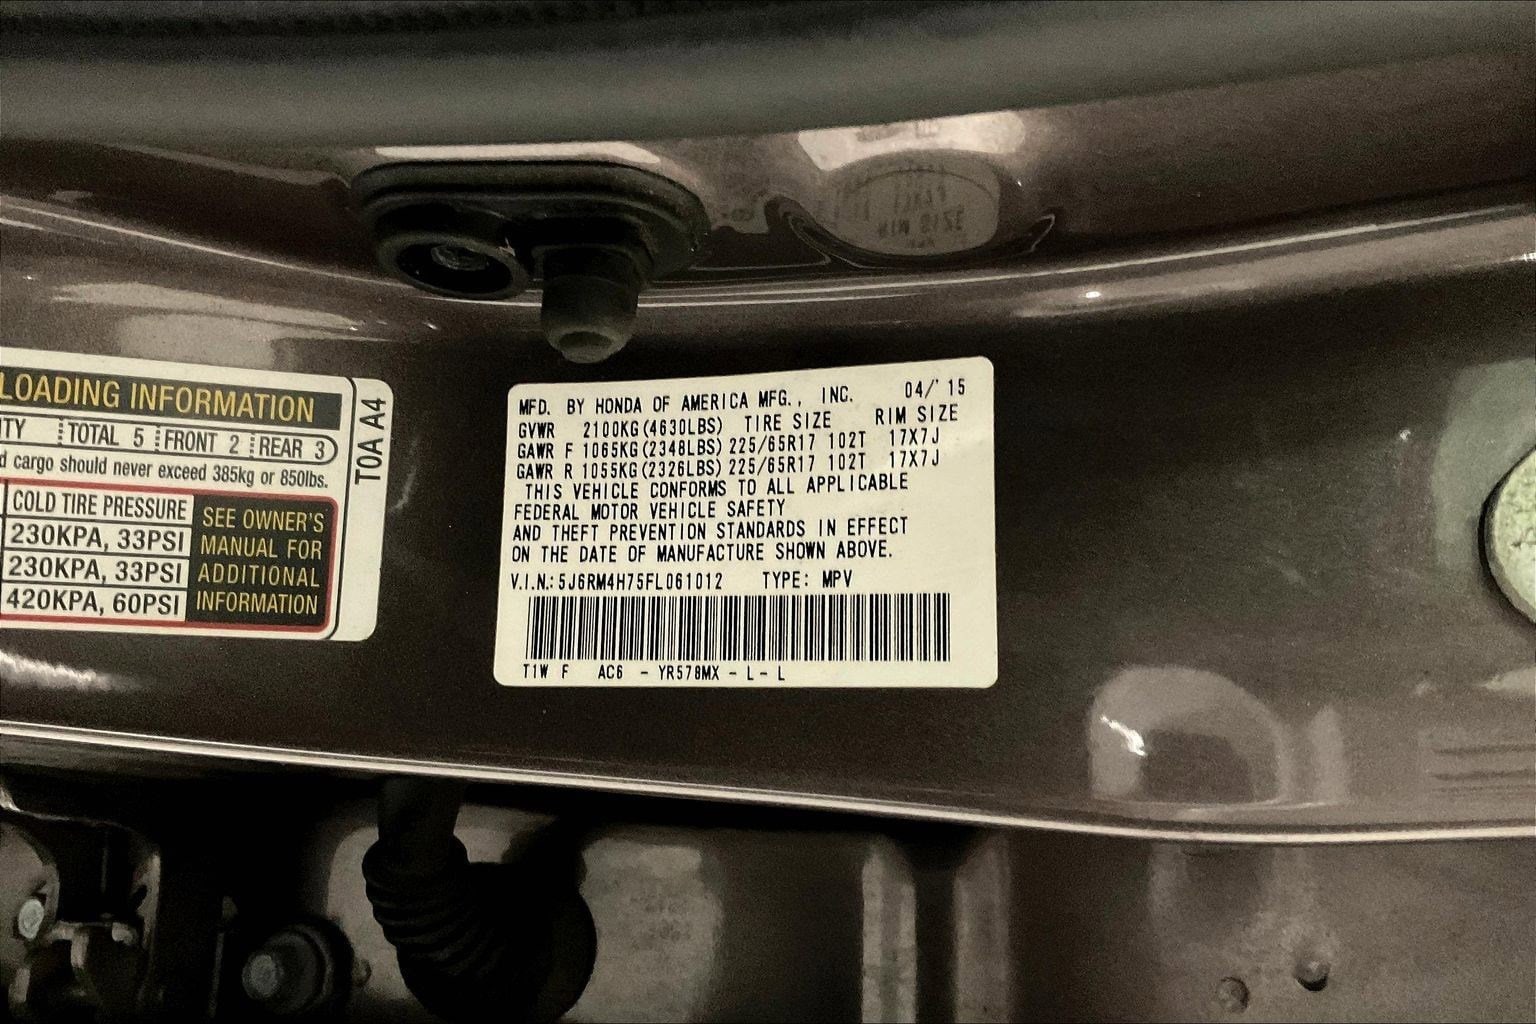 LOADING INFORMATION
ITY TOTAL 5 FRONT 2 REAR 3
d cargo should never exceed 385kg or 850lbs.
COLD TIRE PRESSURE
230KPA, 33PSI
230KPA, 33PSI
420KPA, 60PSI
SEE OWNER'S
MANUAL FOR
ADDITIONAL
INFORMATION
T0A A4
MFD. BY HONDA OF AMERICA MFG., INC. 04/'15
GVWR 2100KG(4630LBS) TIRE SIZE RIM SIZE
GAWR F 1065KG(2348LBS) 225/65R17 102T 17X7J
GAWR R 1055KG(2326LBS) 225/65R17 102T 17X7J
THIS VEHICLE CONFORMS TO ALL APPLICABLE
FEDERAL MOTOR VEHICLE SAFETY
AND THEFT PREVENTION STANDARDS IN EFFECT
ON THE DATE OF MANUFACTURE SHOWN ABOVE.
V.I.N.: 5J6RM4H75FL061012 TYPE: MPV
T1W F AC6 - YR578MX - L - L